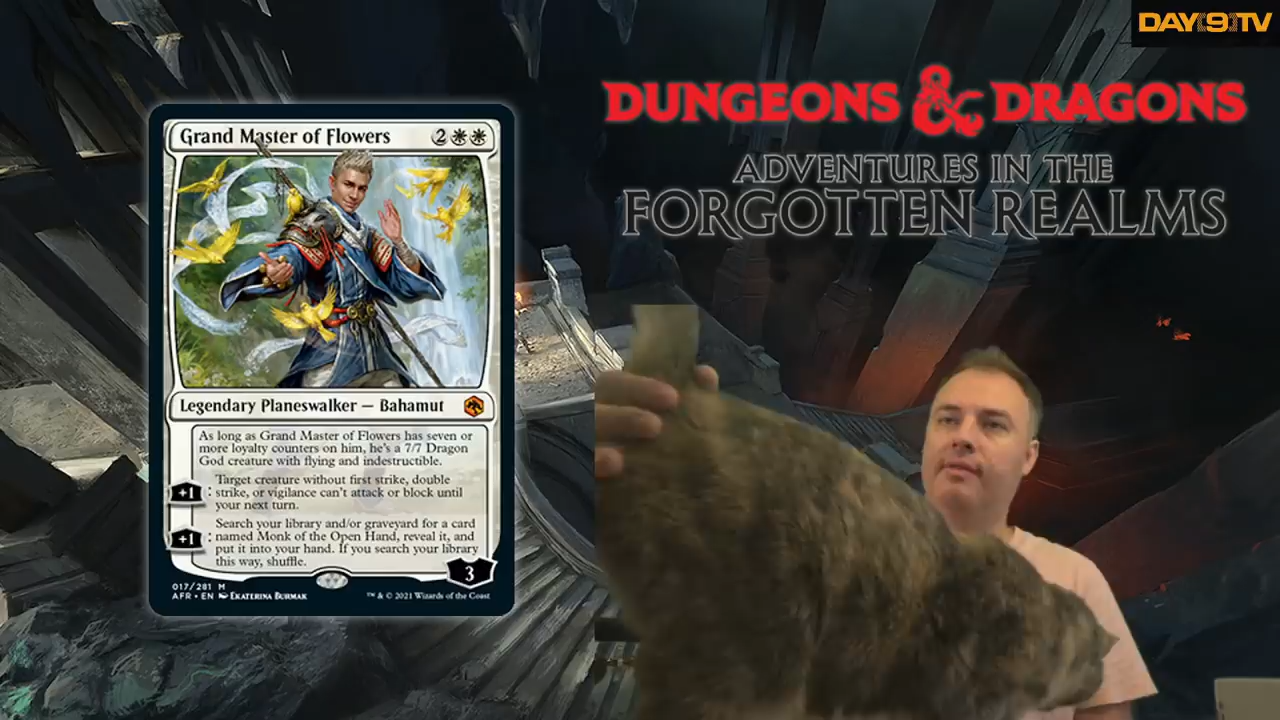 DAY[9]TV
DUNGEONS & DRAGONS
ADVENTURES IN THE
FORGOTTEN REALMS
Grand Master of Flowers 2
Legendary Planeswalker — Bahamut
As long as Grand Master of Flowers has seven or
more loyalty counters on him, he's a 7/7 Dragon
God creature with flying and indestructible.
+1 : Target creature without first strike, double
strike, or vigilance can't attack or block until
your next turn.
+1 : Search your library and/or graveyard for a card
named Monk of the Open Hand, reveal it, and
put it into your hand. If you search your library
this way, shuffle.
3
017/281 M
AFR • EN EKATERINA BURMAK
™ & © 2021 Wizards of the Coast